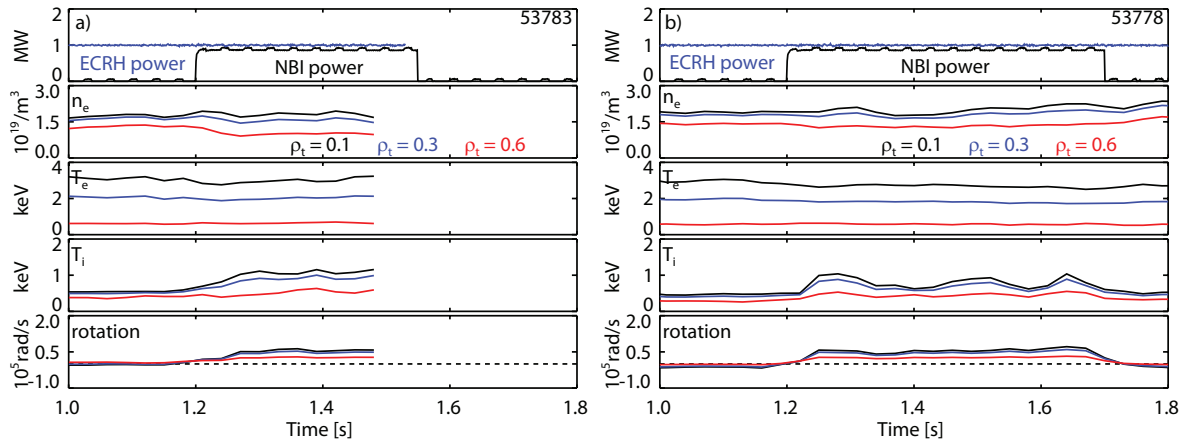 a) 53783
MW
2
1
0
ECRH power NBI power
n_e
10^19/m^3
3.0
1.5
0.0
ρ_t = 0.1 ρ_t = 0.3 ρ_t = 0.6
T_e
keV
4
2
0
T_i
keV
2
1
0
rotation
10^5 rad/s
2.0
0.5
-1.0
1.0 1.2 1.4 1.6 1.8
Time [s]
b) 53778
MW
2
1
0
ECRH power NBI power
n_e
10^19/m^3
3.0
1.5
0.0
ρ_t = 0.1 ρ_t = 0.3 ρ_t = 0.6
T_e
keV
4
2
0
T_i
keV
2
1
0
rotation
10^5 rad/s
2.0
0.5
-1.0
1.0 1.2 1.4 1.6 1.8
Time [s]